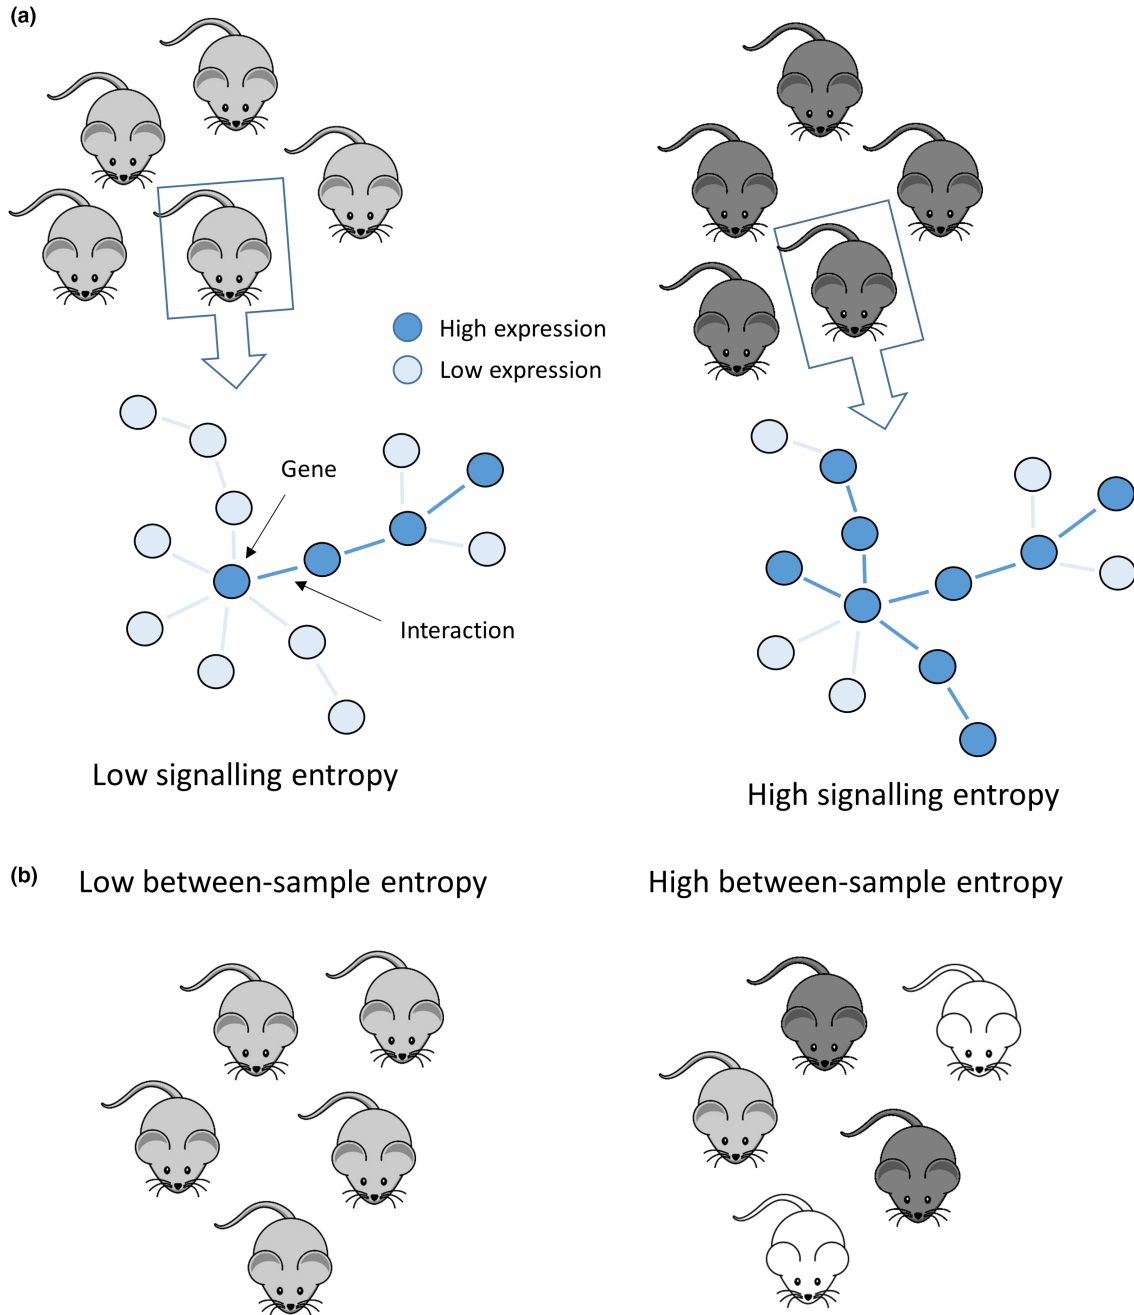 (a)
High expression
Low expression
Gene
Interaction
Low signalling entropy
High signalling entropy
(b)
Low between-sample entropy
High between-sample entropy